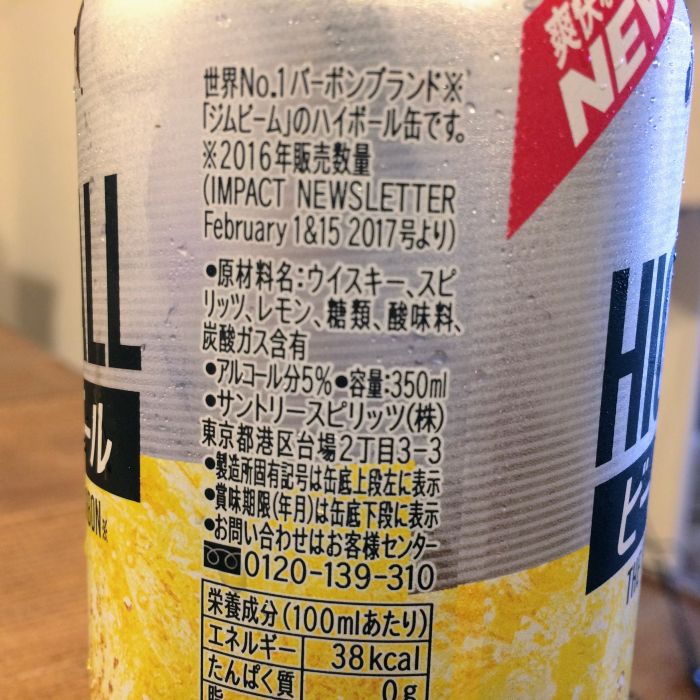 世界No.1バーボンブランド※
「ジムビーム」のハイボール缶です。
※2016年販売数量
(IMPACT NEWSLETTER
February 1&15 2017号より)
●原材料名:ウイスキー、スピ
リッツ、レモン、糖類、酸味料、
炭酸ガス含有
●アルコール分5%●容量:350ml
●サントリースピリッツ(株)
東京都港区台場2丁目3-3
●製造所固有記号は缶底上段左に表示
●賞味期限(年月)は缶底下段に表示
●お問い合わせはお客様センター
0120-139-310
栄養成分(100mlあたり)
エネルギー 38kcal
たんぱく質 0g
爽快
NEW